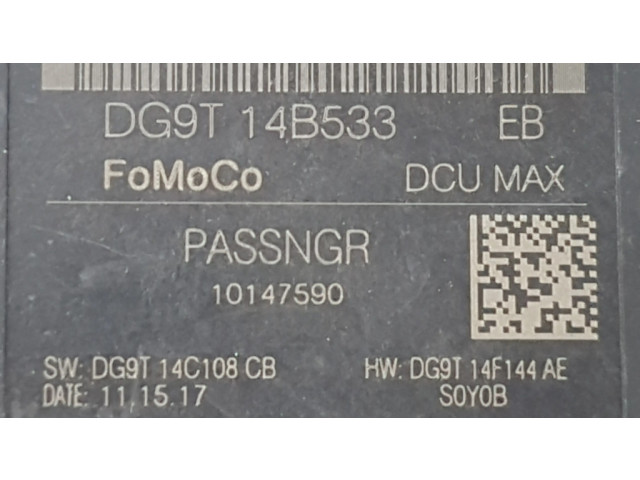 DG9T 14B533 EB
FoMoCo DCU MAX
PASSNGR
10147590
SW: DG9T 14C108 CB HW: DG9T 14F144 AE
DATE: 11.15.17 S0Y0B